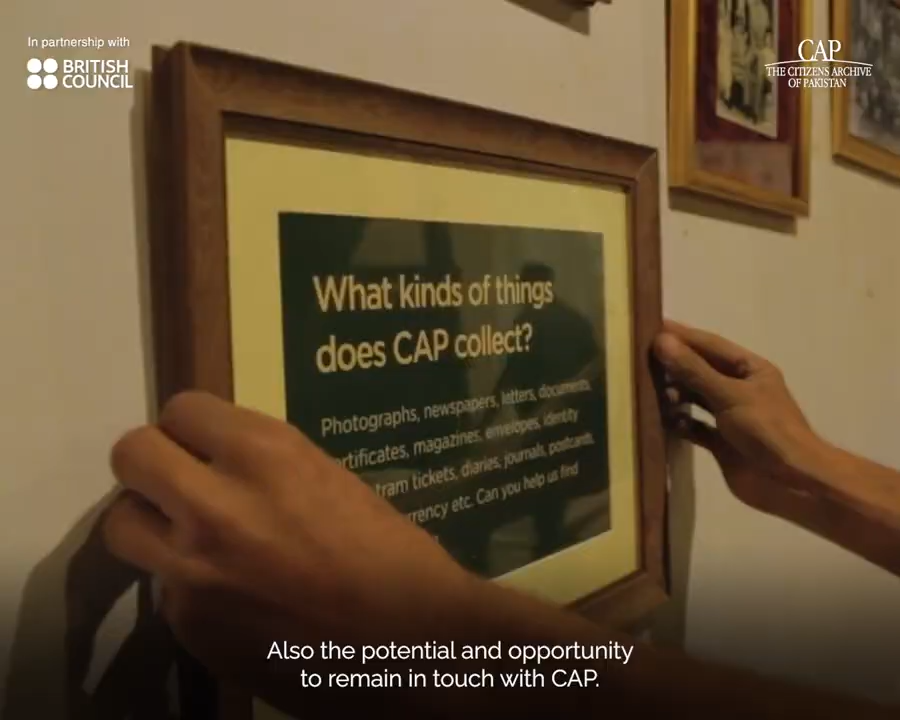 In partnership with
BRITISH
COUNCIL
CAP
THE CITIZENS ARCHIVE
OF PAKISTAN
What kinds of things
does CAP collect?
Photographs, newspapers, letters, documents,
ertificates, magazines, envelopes, identity
tram tickets, diaries, journals, postcards,
rrency etc. Can you help us find
Also the potential and opportunity
to remain in touch with CAP.